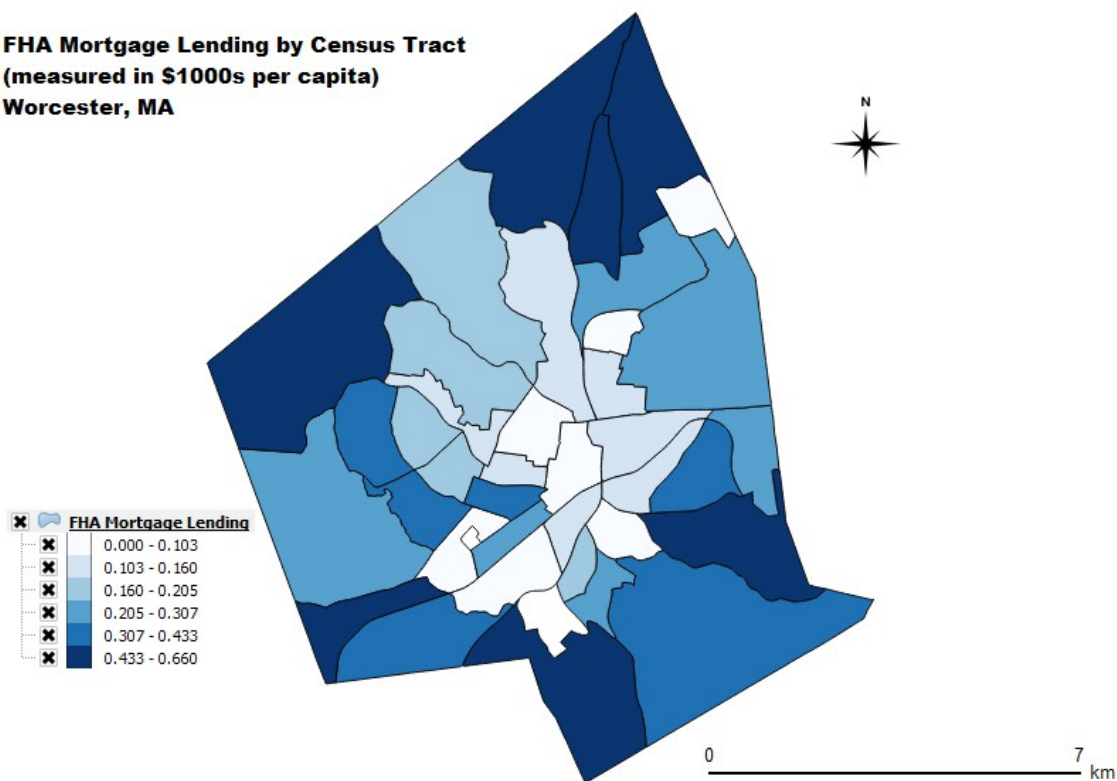 FHA Mortgage Lending by Census Tract
(measured in $1000s per capita)
Worcester, MA
N
FHA Mortgage Lending
0.000 - 0.103
0.103 - 0.160
0.160 - 0.205
0.205 - 0.307
0.307 - 0.433
0.433 - 0.660
0 7
km